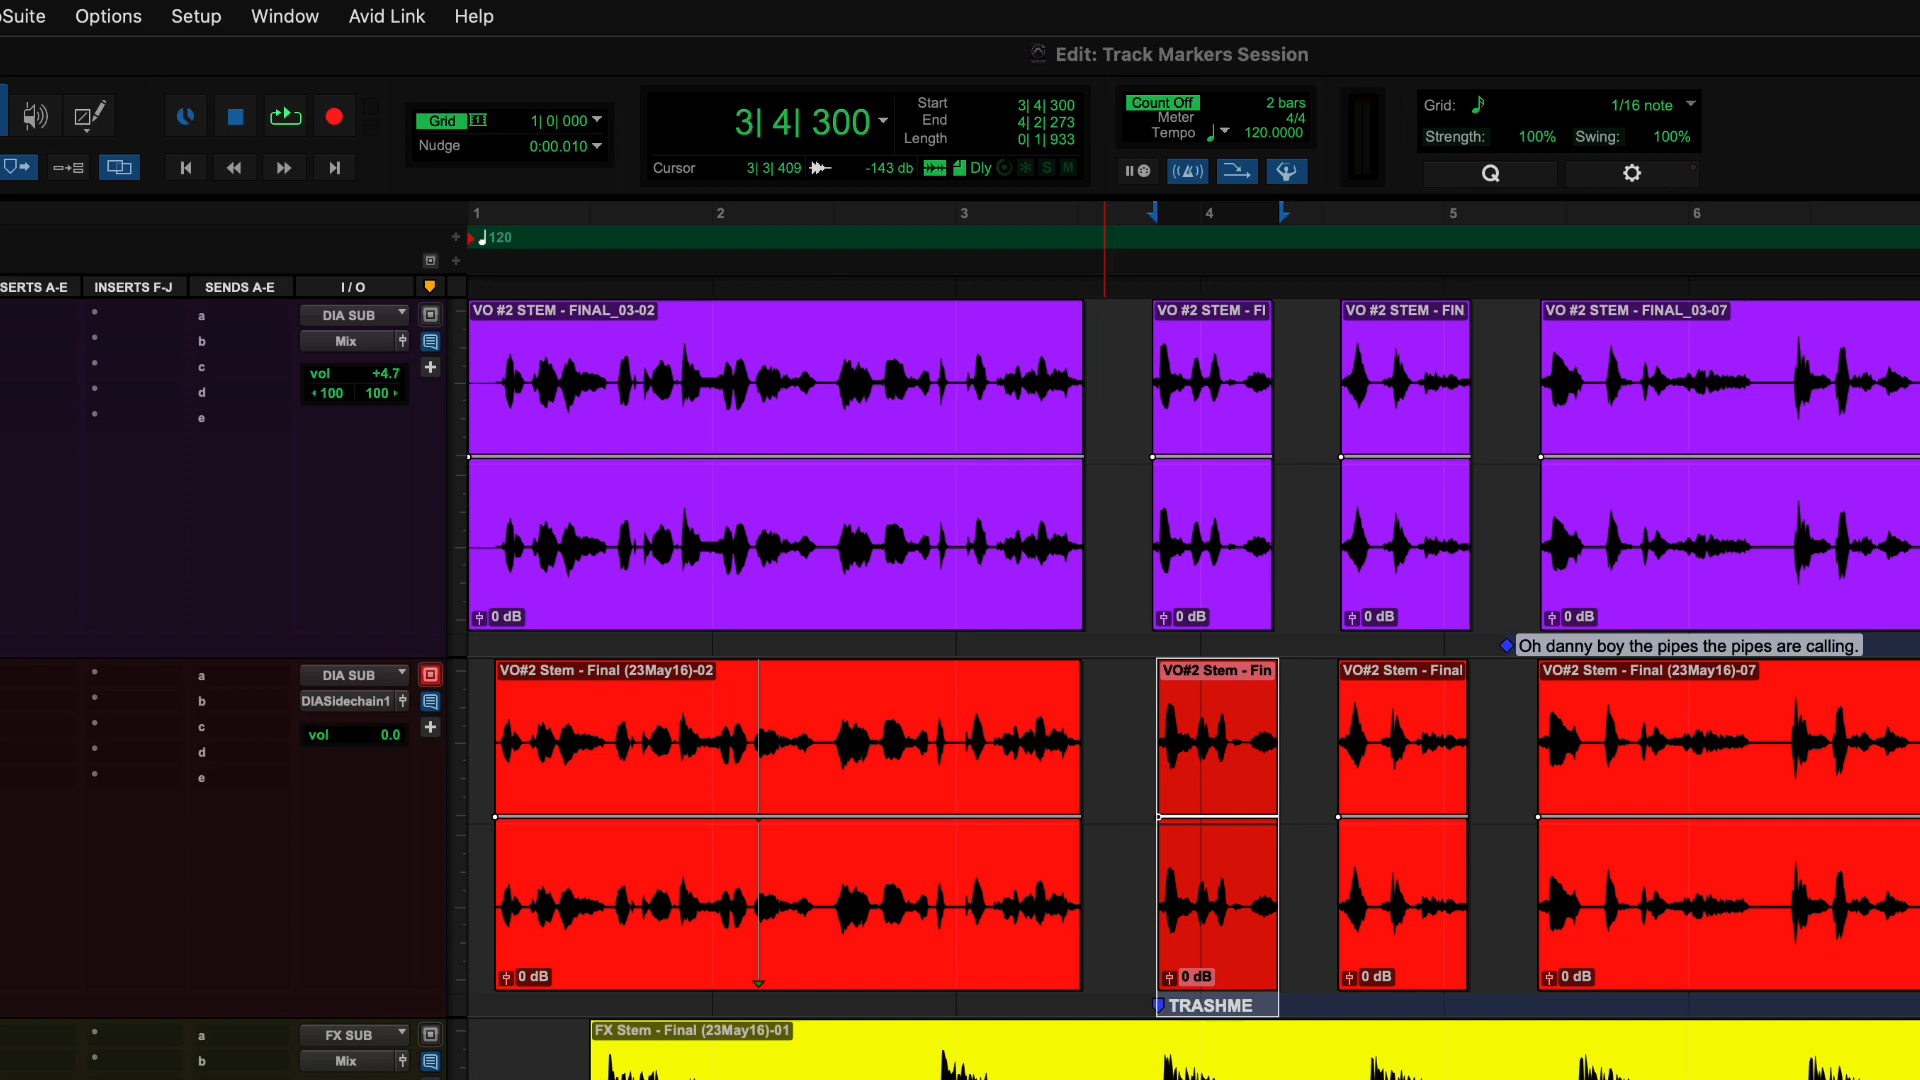 Suite Options Setup Window Avid Link Help
Edit: Track Markers Session
Grid 1| 0| 000
Nudge 0:00.010
3| 4| 300
Start 3| 4| 300
End 4| 2| 273
Length 0| 1| 933
Cursor 3| 3| 409 -143 db Dly S M
Count Off 2 bars
Meter 4/4
Tempo 120.0000
Grid: 1/16 note
Strength: 100% Swing: 100%
Q
1 2 3 4 5 6
120
SERTS A-E INSERTS F-J SENDS A-E I / O
a DIA SUB
b Mix
c vol +4.7
d 100 100
e
VO #2 STEM - FINAL_03-02 VO #2 STEM - FI VO #2 STEM - FIN VO #2 STEM - FINAL_03-07
0 dB 0 dB 0 dB 0 dB
Oh danny boy the pipes the pipes are calling.
a DIA SUB
b DIASidechain1
c vol 0.0
d
e
VO#2 Stem - Final (23May16)-02 VO#2 Stem - Fin VO#2 Stem - Final VO#2 Stem - Final (23May16)-07
0 dB 0 dB 0 dB 0 dB
TRASHME
a FX SUB
b Mix
FX Stem - Final (23May16)-01